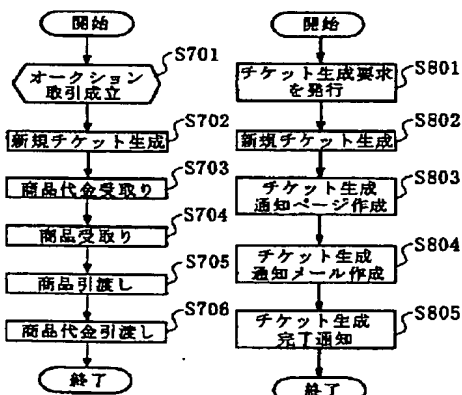 開始
オークション
取引成立
S701
新規チケット生成
S702
商品代金受取り
S703
商品受取り
S704
商品引渡し
S705
商品代金引渡し
S706
終了
開始
チケット生成要求
を発行
S801
新規チケット生成
S802
チケット生成
通知ページ作成
S803
チケット生成
通知メール作成
S804
チケット生成
完了通知
S805
終了